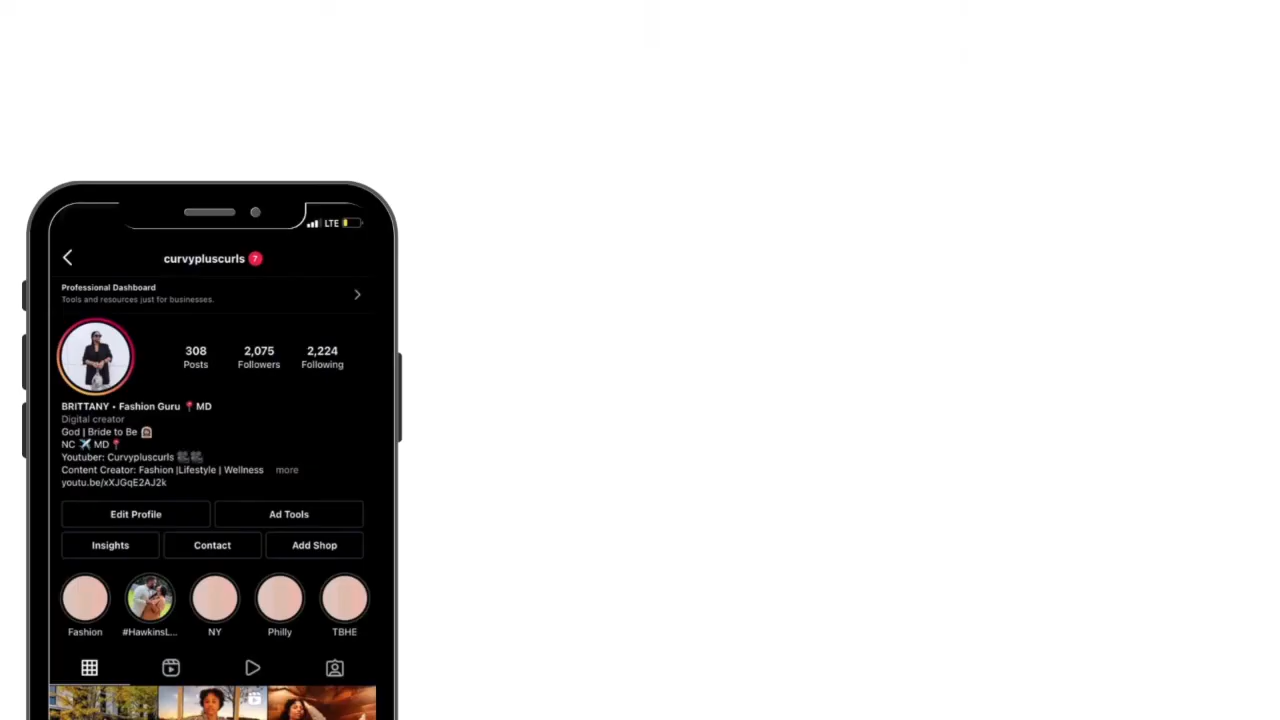 LTE
curvypluscurls 7
Professional Dashboard
Tools and resources just for businesses.
308 2,075 2,224
Posts Followers Following
BRITTANY • Fashion Guru 📍MD
Digital creator
God | Bride to Be 👰🏽
NC ✈️ MD📍
Youtuber: Curvypluscurls
Content Creator: Fashion |Lifestyle | Wellness more
youtu.be/xXJGqE2AJ2k
Edit Profile Ad Tools
Insights Contact Add Shop
Fashion #HawkinsL... NY Philly TBHE